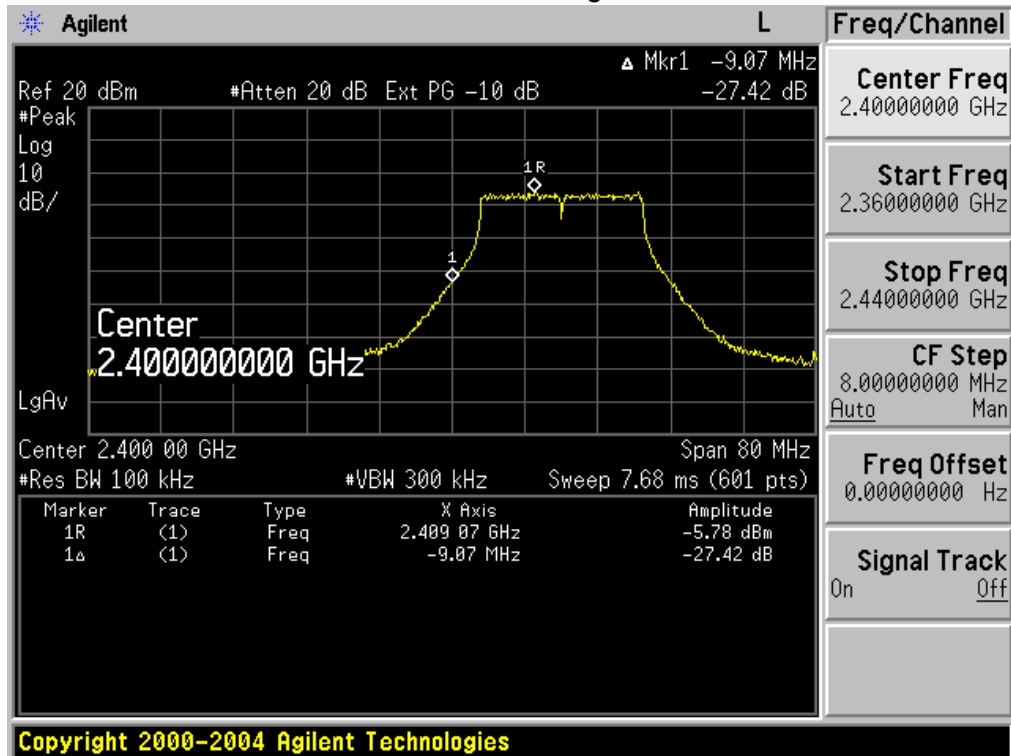 Agilent L
Δ Mkr1 -9.07 MHz
Ref 20 dBm #Atten 20 dB Ext PG -10 dB -27.42 dB
#Peak
Log
10
dB/
1R
1
Center
2.400000000 GHz
LgAv
Center 2.400 00 GHz Span 80 MHz
#Res BW 100 kHz #VBW 300 kHz Sweep 7.68 ms (601 pts)
Marker Trace Type X Axis Amplitude
1R (1) Freq 2.409 07 GHz -5.78 dBm
1Δ (1) Freq -9.07 MHz -27.42 dB
Freq/Channel
Center Freq
2.40000000 GHz
Start Freq
2.36000000 GHz
Stop Freq
2.44000000 GHz
CF Step
8.00000000 MHz
Auto Man
Freq Offset
0.00000000 Hz
Signal Track
On Off
Copyright 2000-2004 Agilent Technologies